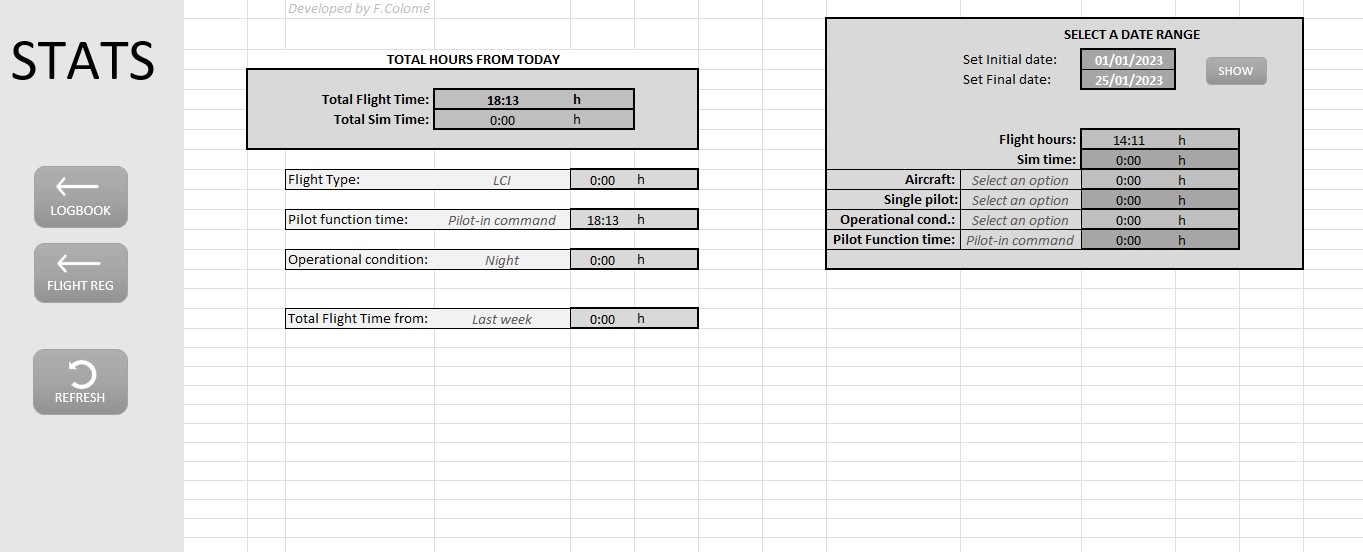 Developed by F.Colomé
STATS
LOGBOOK
FLIGHT REG
REFRESH
TOTAL HOURS FROM TODAY
Total Flight Time: 18:13 h
Total Sim Time: 0:00 h
Flight Type: LCI 0:00 h
Pilot function time: Pilot-in command 18:13 h
Operational condition: Night 0:00 h
Total Flight Time from: Last week 0:00 h
SELECT A DATE RANGE
Set Initial date: 01/01/2023
Set Final date: 25/01/2023
SHOW
Flight hours: 14:11 h
Sim time: 0:00 h
Aircraft: Select an option 0:00 h
Single pilot: Select an option 0:00 h
Operational cond.: Select an option 0:00 h
Pilot Function time: Pilot-in command 0:00 h